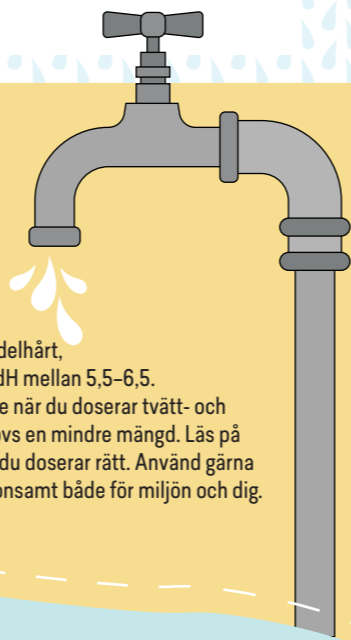 delhårt,
dH mellan 5,5–6,5.
e när du doserar tvätt- och
vs en mindre mängd. Läs på
du doserar rätt. Använd gärna
onsamt både för miljön och dig.